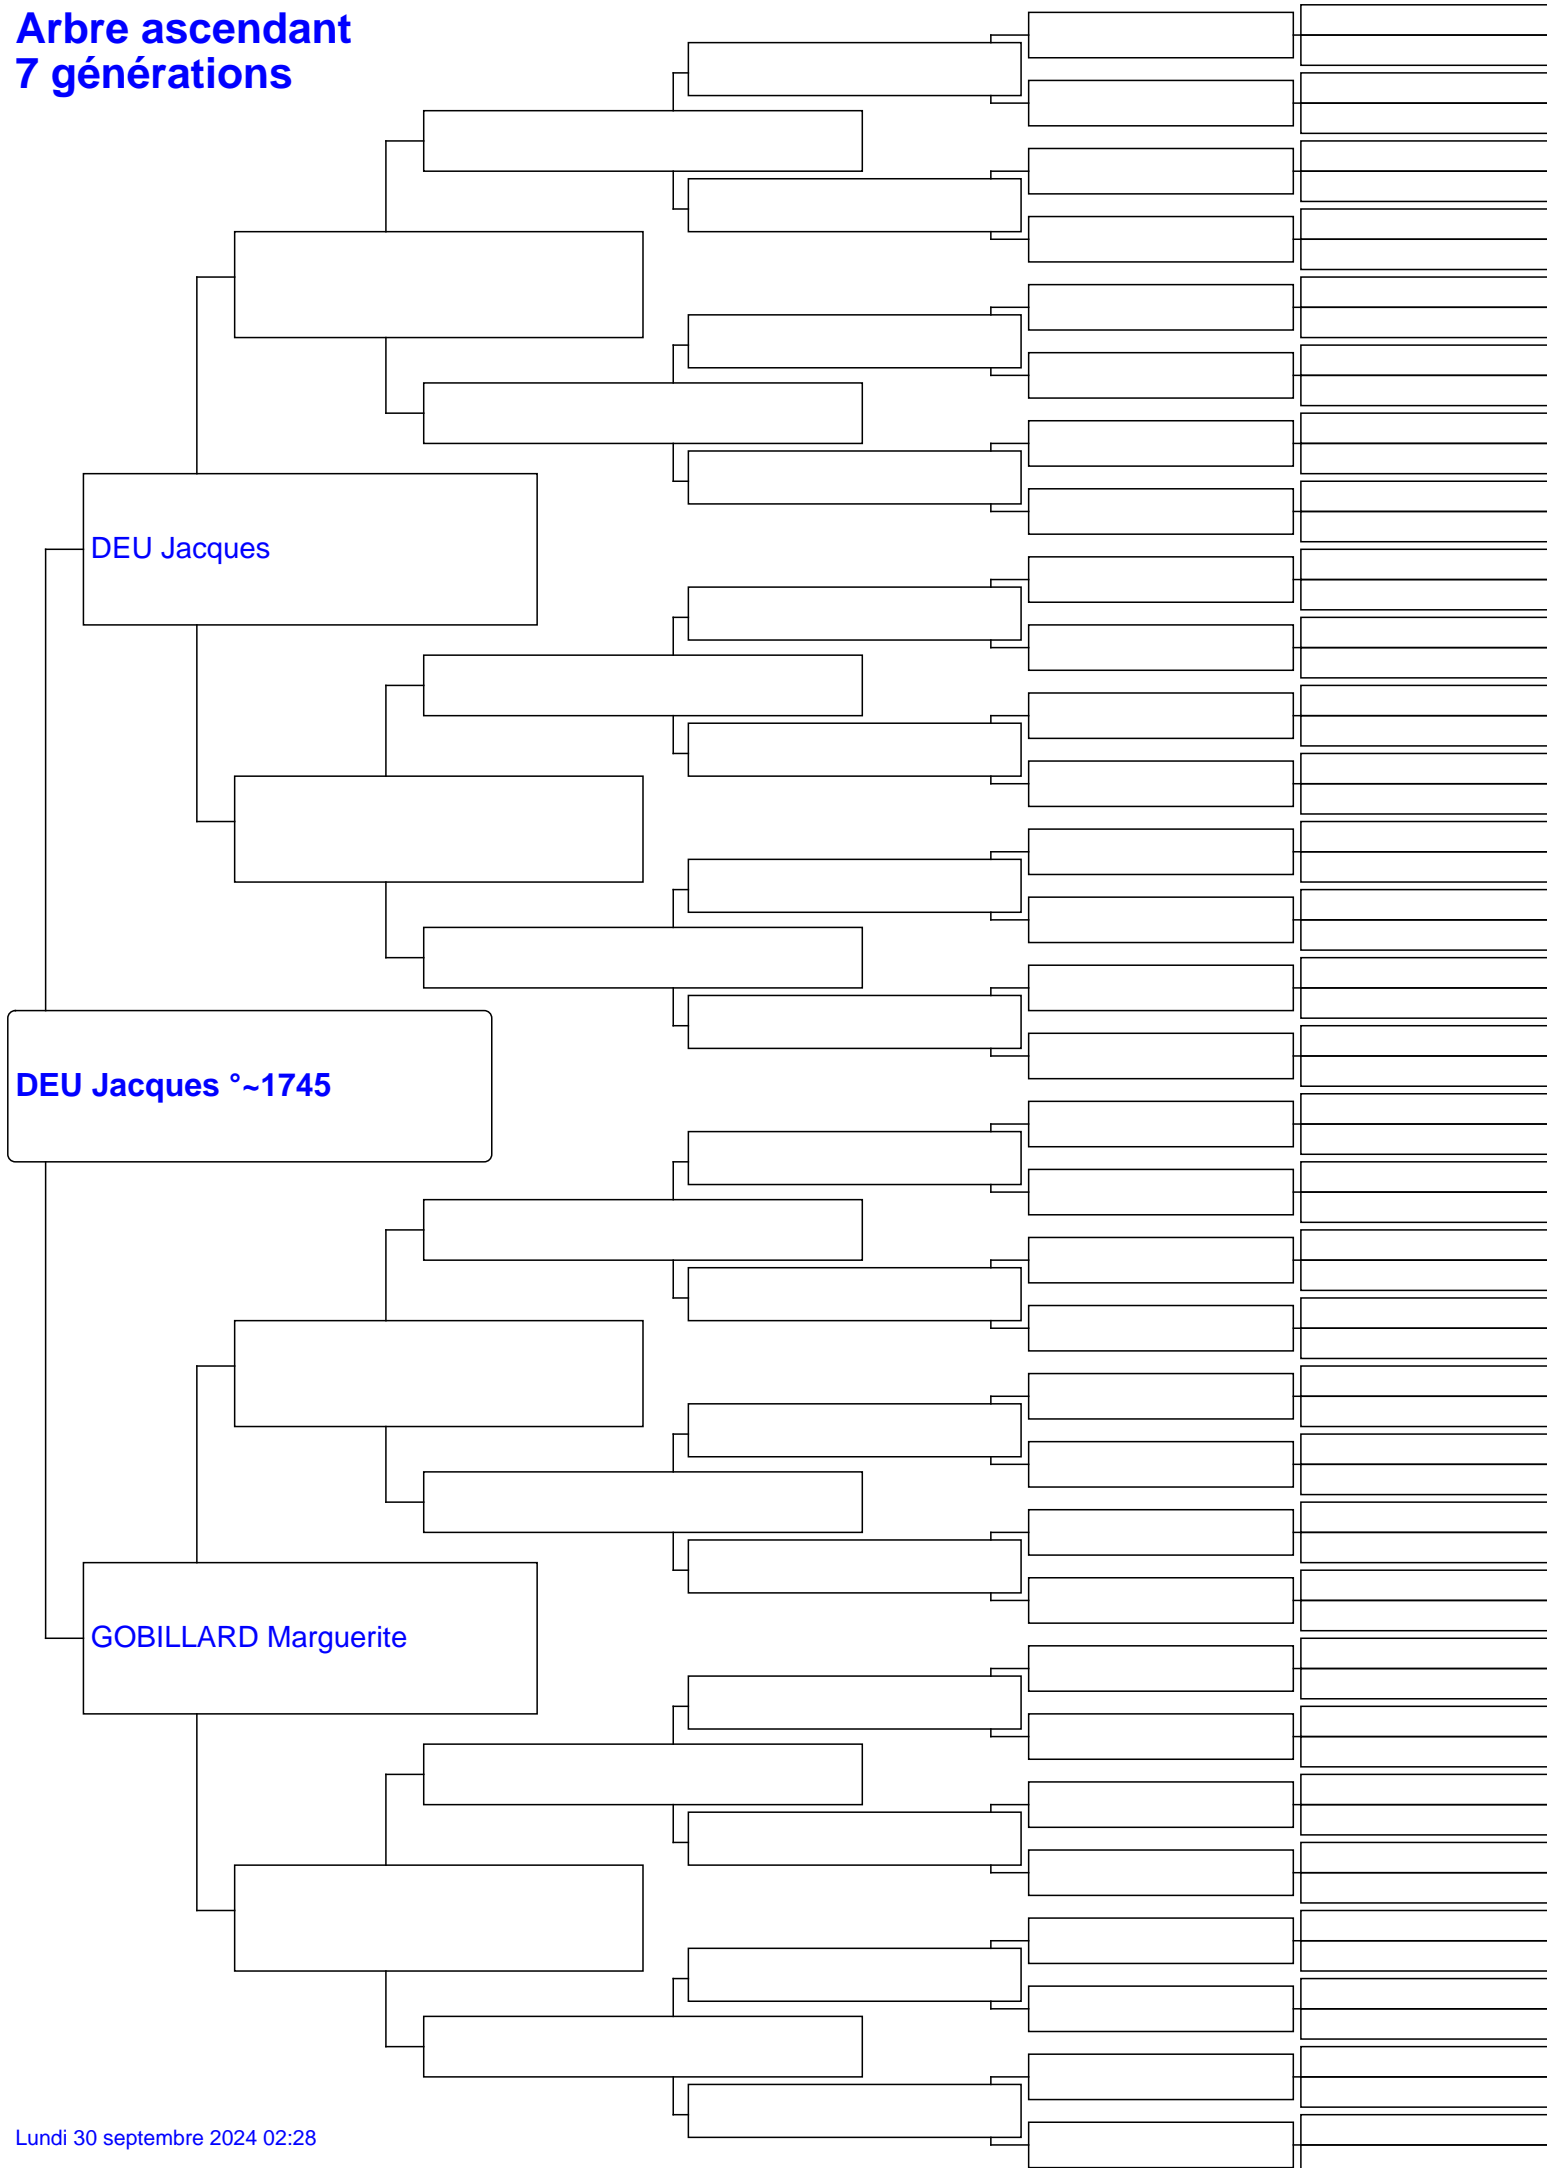 Arbre ascendant
7 générations
DEU Jacques
DEU Jacques °~1745
GOBILLARD Marguerite
Lundi 30 septembre 2024 02:28